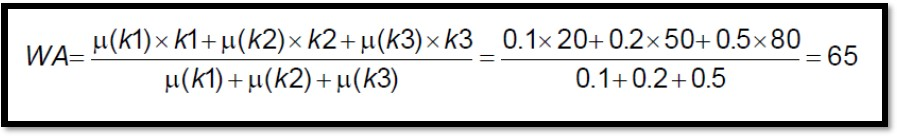 WA= μ(k1)×k1+μ(k2)×k2+μ(k3)×k3 / μ(k1)+μ(k2)+μ(k3) = 0.1×20+0.2×50+0.5×80 / 0.1+0.2+0.5 = 65